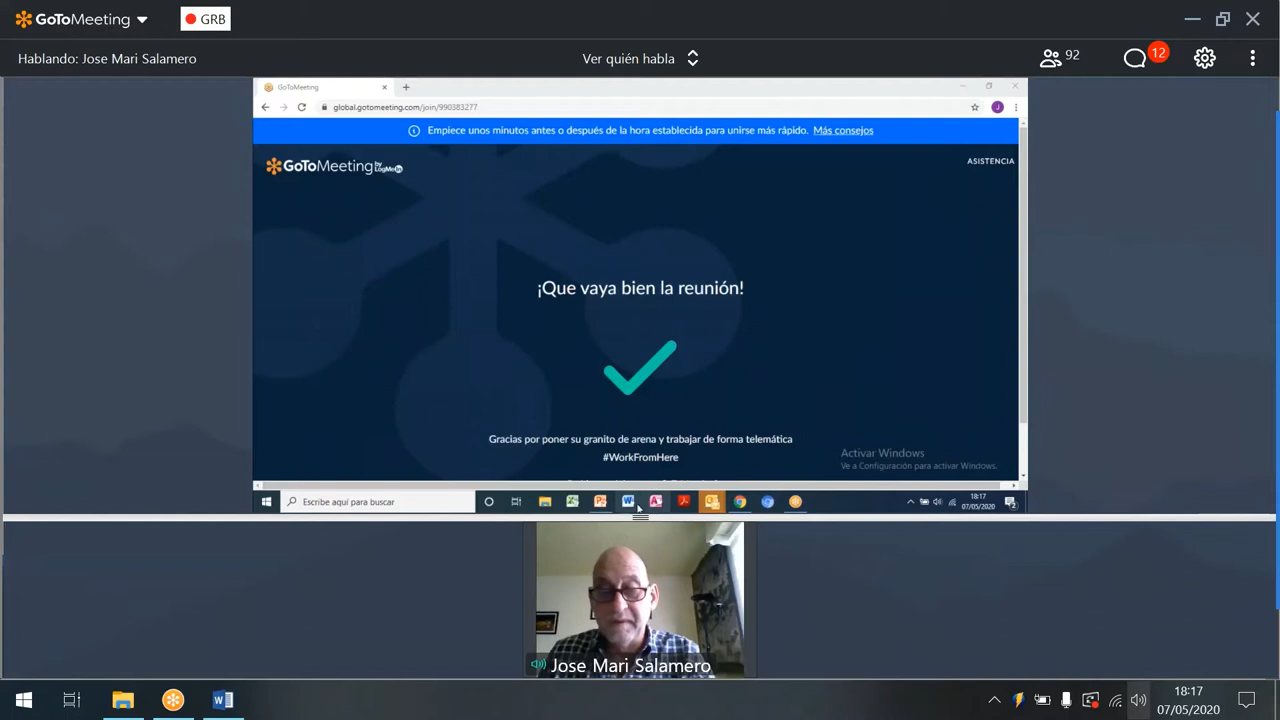 GoToMeeting
GRB
Hablando: Jose Mari Salamero
Ver quién habla
92
12
GoToMeeting
global.gotomeeting.com/join/990383277
J
Empiece unos minutos antes o después de la hora establecida para unirse más rápido. Más consejos
GoToMeeting by LogMeIn
ASISTENCIA
¡Que vaya bien la reunión!
Gracias por poner su granito de arena y trabajar de forma telemática
#WorkFromHere
Activar Windows
Ve a Configuración para activar Windows.
Escribe aquí para buscar
18:17
07/05/2020
2
Jose Mari Salamero
18:17
07/05/2020